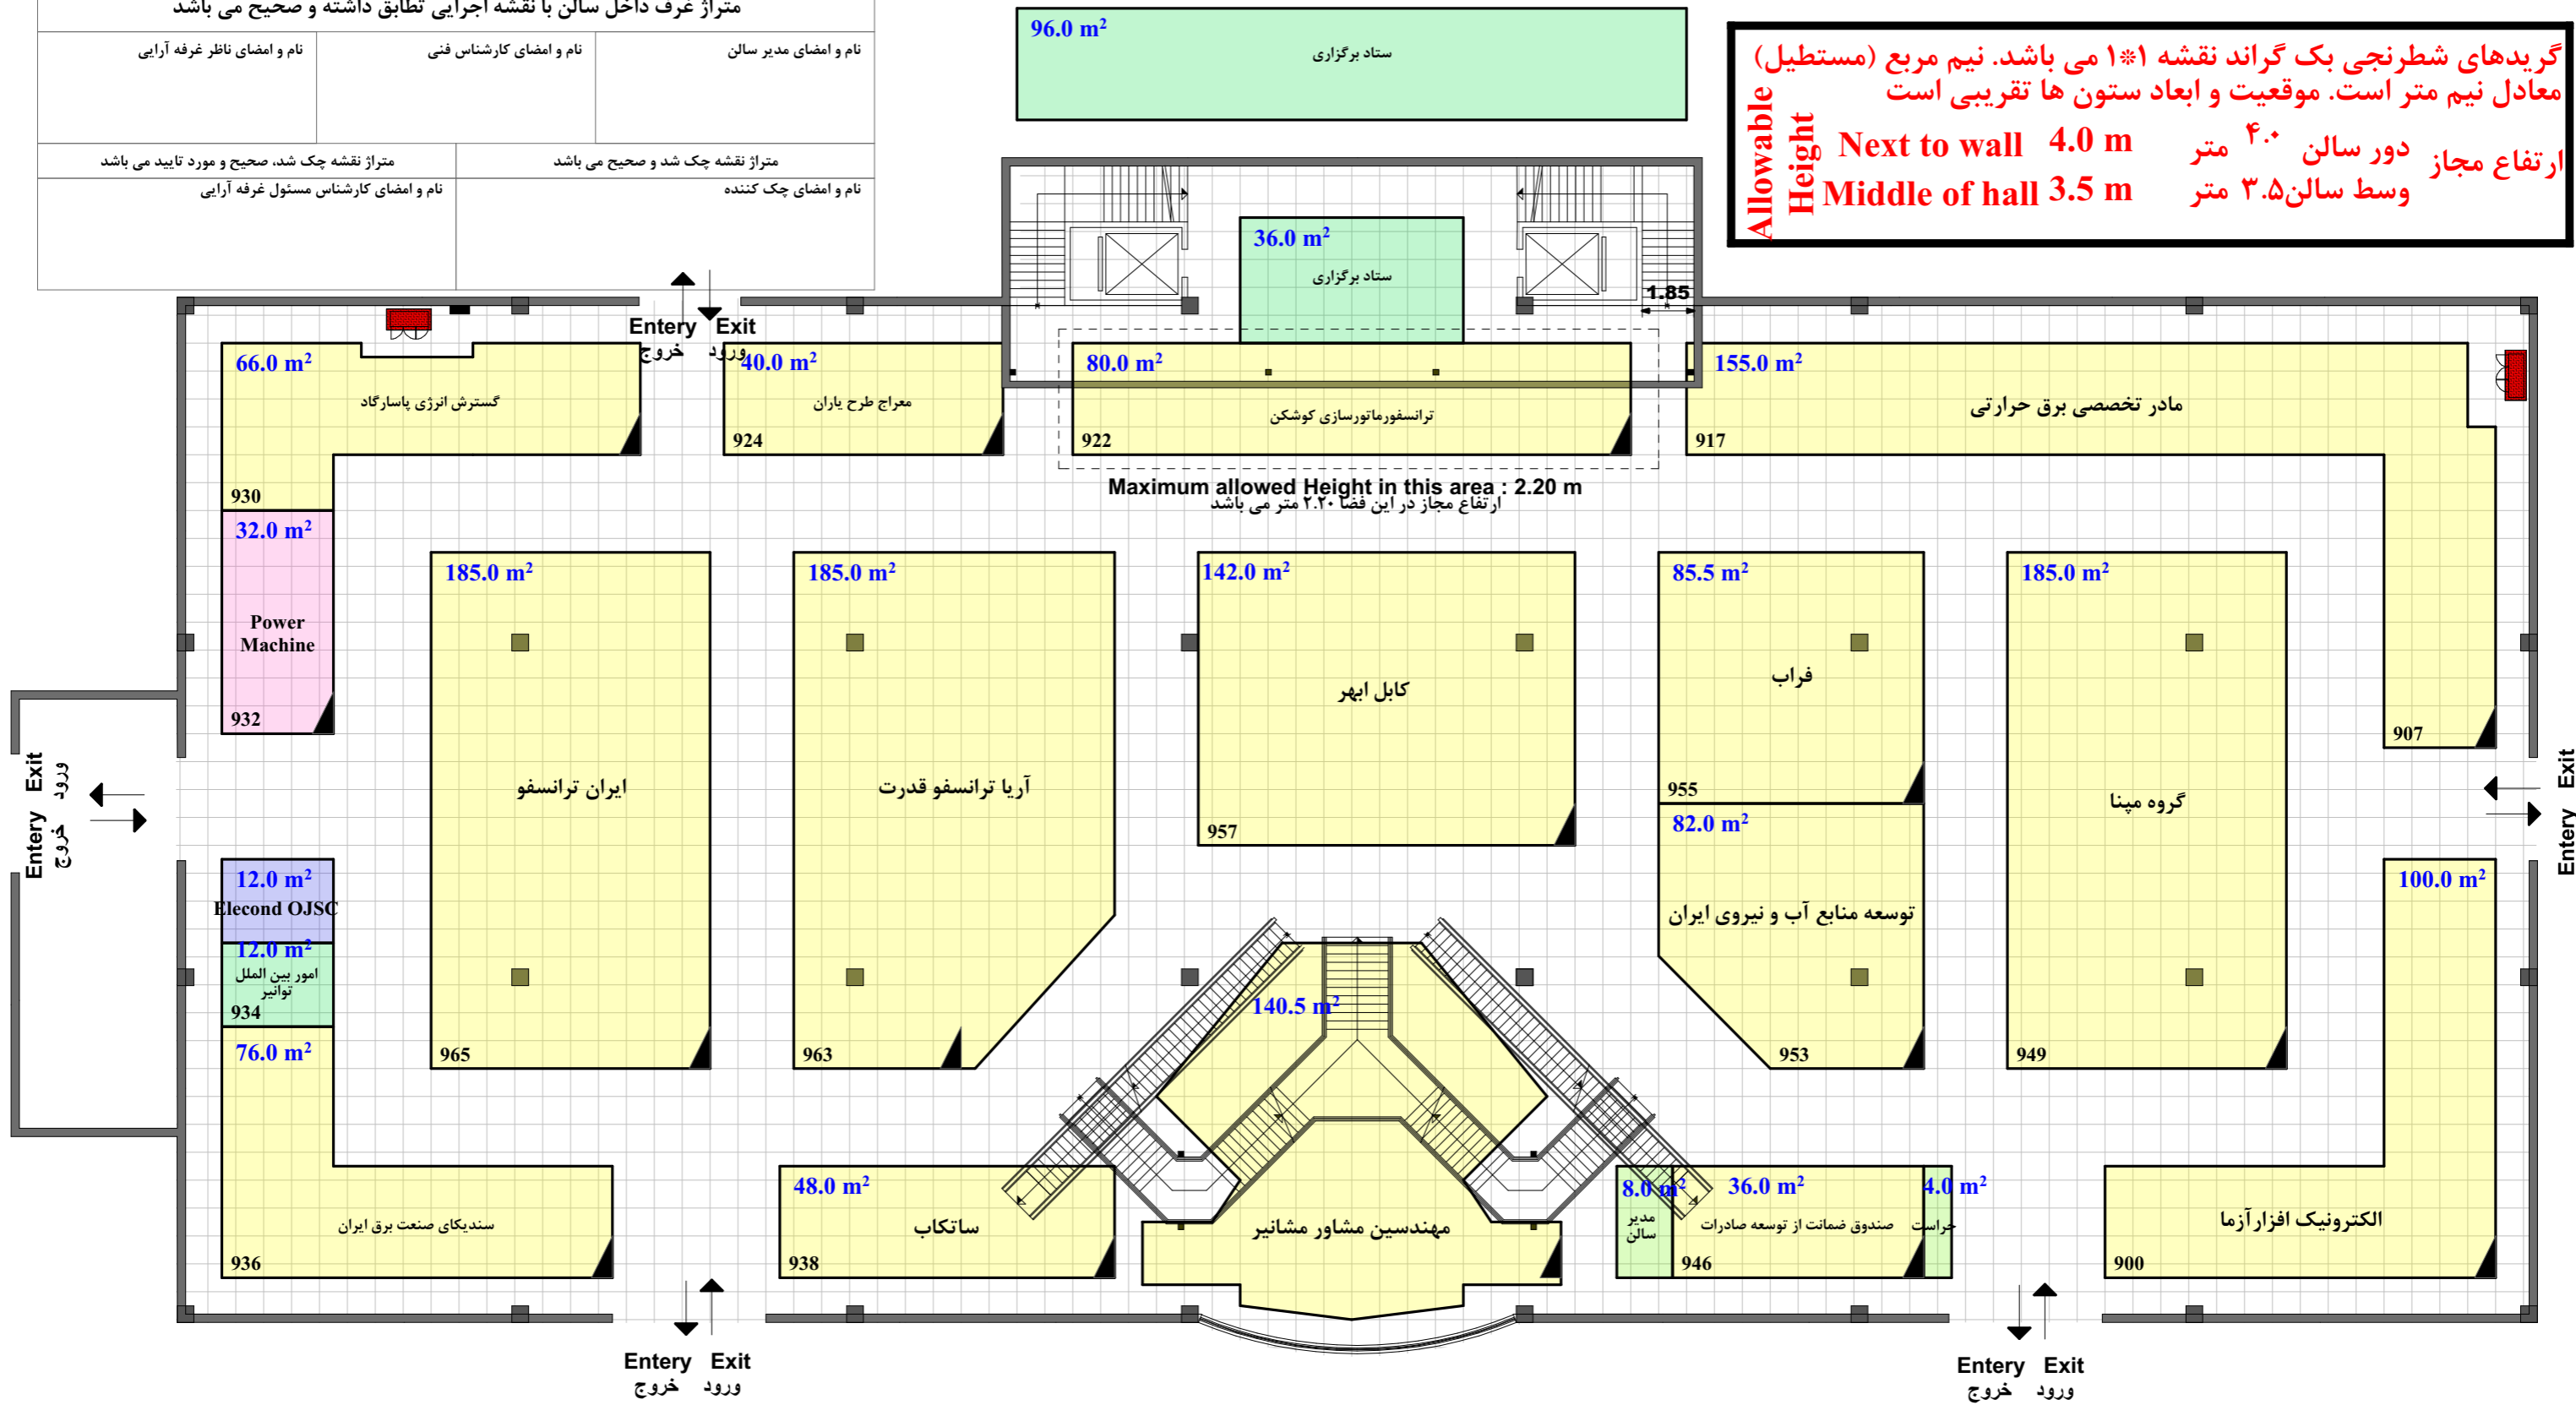 متراژ غرف داخل سالن با نقشه اجرایی تطابق داشته و صحیح می باشد
نام و امضای مدیر سالن
نام و امضای کارشناس فنی
نام و امضای ناظر غرفه آرایی
متراژ نقشه چک شد و صحیح می باشد
متراژ نقشه چک شد، صحیح و مورد تایید می باشد
نام و امضای چک کننده
نام و امضای کارشناس مسئول غرفه آرایی
96.0 m²
ستاد برگزاری
گریدهای شطرنجی بک گراند نقشه ۱*۱ می باشد. نیم مربع (مستطیل)
معادل نیم متر است. موقعیت و ابعاد ستون ها تقریبی است
ارتفاع مجاز
دور سالن ۴.۰ متر
وسط سالن ۳.۵ متر
Allowable
Height
Next to wall 4.0 m
Middle of hall 3.5 m
36.0 m²
ستاد برگزاری
1.85
Entery Exit
خروج ورود
66.0 m²
گسترش انرژی پاسارگاد
930
40.0 m²
معراج طرح یاران
924
80.0 m²
ترانسفورماتورسازی کوشکن
922
155.0 m²
مادر تخصصی برق حرارتی
917
907
Maximum allowed Height in this area : 2.20 m
ارتفاع مجاز در این فضا ۲.۲۰ متر می باشد
32.0 m²
Power
Machine
932
185.0 m²
ایران ترانسفو
965
185.0 m²
آریا ترانسفو قدرت
963
142.0 m²
کابل ابهر
957
85.5 m²
فراب
955
82.0 m²
توسعه منابع آب و نیروی ایران
953
185.0 m²
گروه مپنا
949
Entery Exit
خروج ورود
Entery Exit
12.0 m²
Elecond OJSC
12.0 m²
امور بین الملل
توانیر
934
76.0 m²
سندیکای صنعت برق ایران
936
48.0 m²
ساتکاب
938
140.5 m²
مهندسین مشاور مشانیر
8.0 m²
مدیر
سالن
36.0 m²
صندوق ضمانت از توسعه صادرات
946
4.0 m²
حراست
100.0 m²
الکترونیک افزار آزما
900
Entery Exit
خروج ورود
Entery Exit
خروج ورود